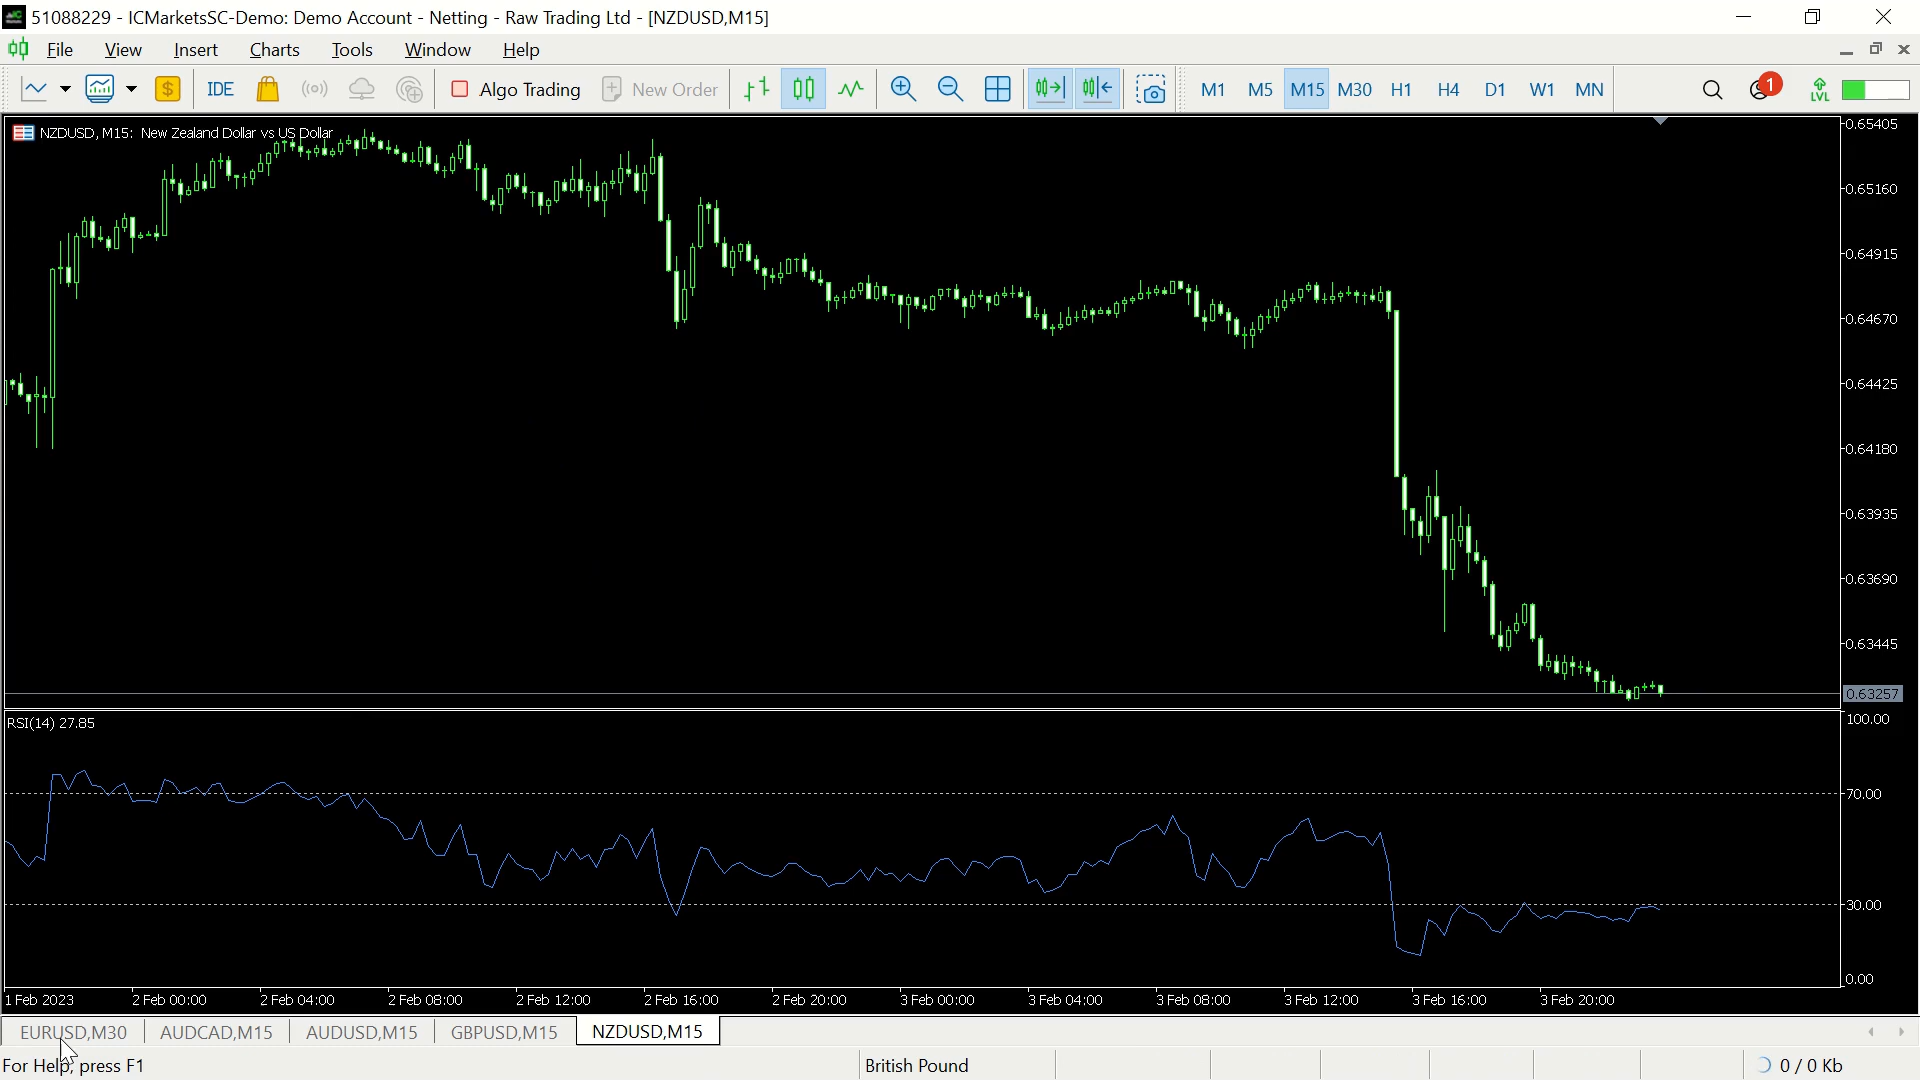 51088229 - ICMarketsSC-Demo: Demo Account - Netting - Raw Trading Ltd - [NZDUSD,M15]
File View Insert Charts Tools Window Help
$ IDE Algo Trading New Order M1 M5 M15 M30 H1 H4 D1 W1 MN 1 LVL
NZDUSD, M15: New Zealand Dollar vs US Dollar
0.65405
0.65160
0.64915
0.64670
0.64425
0.64180
0.63935
0.63690
0.63445
0.63257
RSI(14) 27.85
100.00
70.00
30.00
0.00
1 Feb 2023 2 Feb 00:00 2 Feb 04:00 2 Feb 08:00 2 Feb 12:00 2 Feb 16:00 2 Feb 20:00 3 Feb 00:00 3 Feb 04:00 3 Feb 08:00 3 Feb 12:00 3 Feb 16:00 3 Feb 20:00
EURUSD,M30 AUDCAD,M15 AUDUSD,M15 GBPUSD,M15 NZDUSD,M15
For Help, press F1 British Pound 0 / 0 Kb